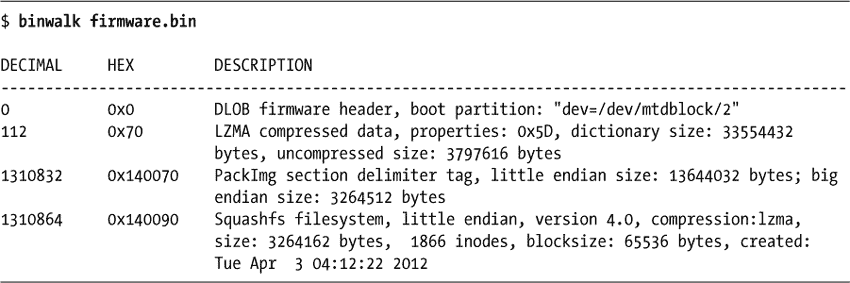 $ binwalk firmware.bin
DECIMAL HEX DESCRIPTION
-------------------------------------------------------------------------------------
0 0x0 DLOB firmware header, boot partition: "dev=/dev/mtdblock/2"
112 0x70 LZMA compressed data, properties: 0x5D, dictionary size: 33554432
bytes, uncompressed size: 3797616 bytes
1310832 0x140070 PackImg section delimiter tag, little endian size: 13644032 bytes; big
endian size: 3264512 bytes
1310864 0x140090 Squashfs filesystem, little endian, version 4.0, compression:lzma,
size: 3264162 bytes, 1866 inodes, blocksize: 65536 bytes, created:
Tue Apr 3 04:12:22 2012